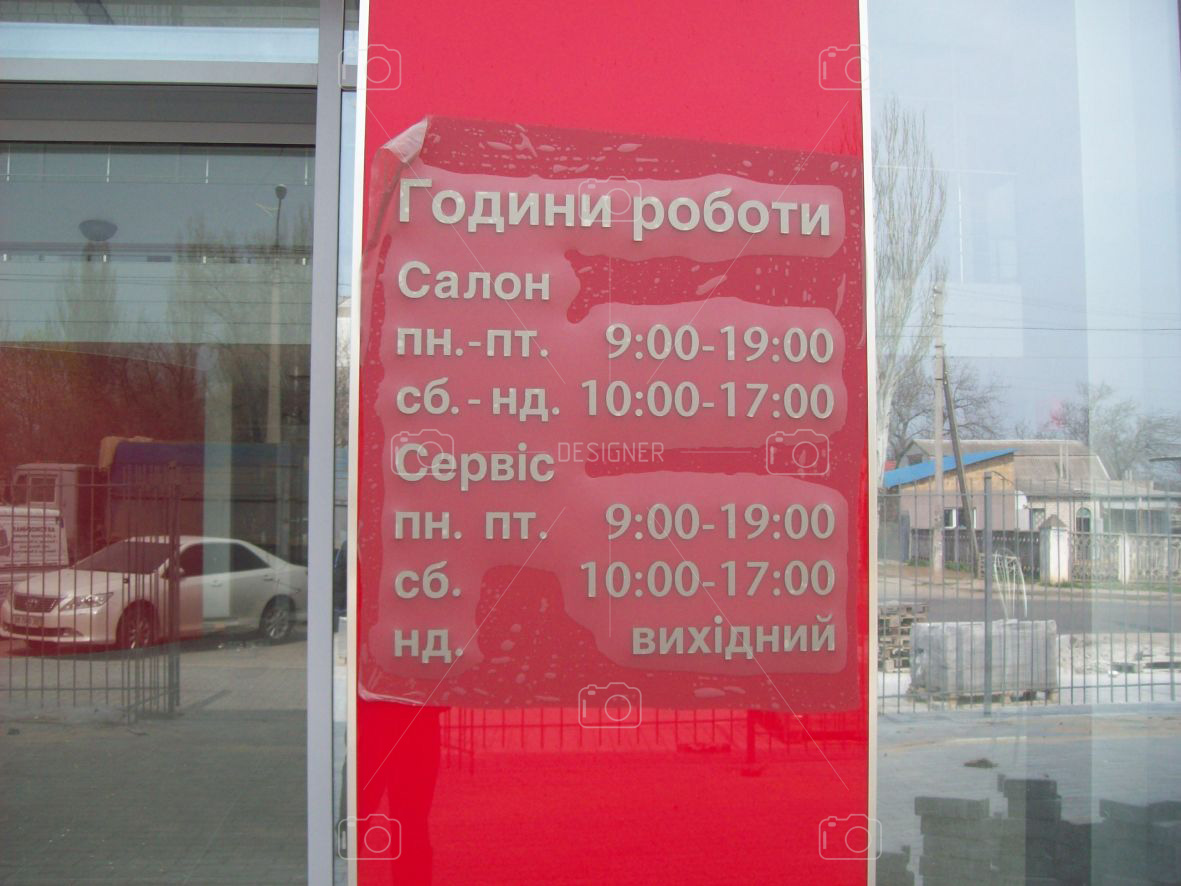 Години роботи
Салон
пн.-пт. 9:00-19:00
сб.-нд. 10:00-17:00
DESIGNER
Сервіс
пн. пт. 9:00-19:00
сб. 10:00-17:00
нд. вихідний